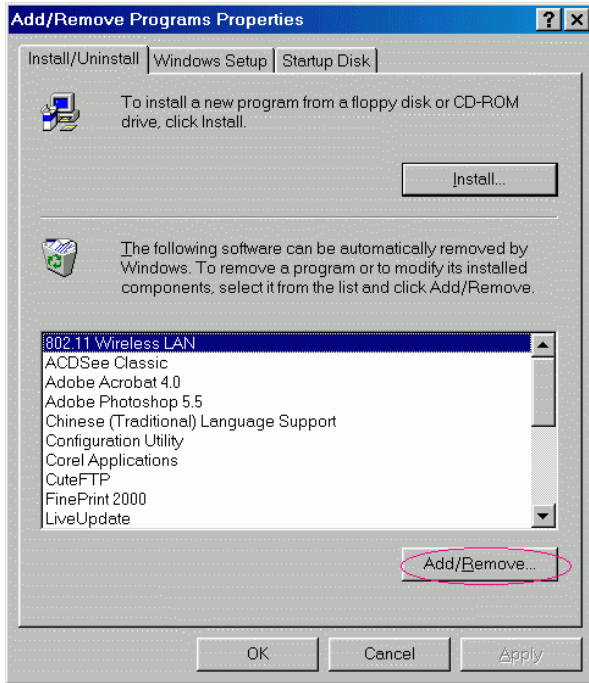 Add/Remove Programs Properties
Install/Uninstall Windows Setup Startup Disk
To install a new program from a floppy disk or CD-ROM
drive, click Install.
Install...
The following software can be automatically removed by
Windows. To remove a program or to modify its installed
components, select it from the list and click Add/Remove.
802.11 Wireless LAN
ACDSee Classic
Adobe Acrobat 4.0
Adobe Photoshop 5.5
Chinese (Traditional) Language Support
Configuration Utility
Corel Applications
CuteFTP
FinePrint 2000
LiveUpdate
Add/Remove...
OK Cancel Apply